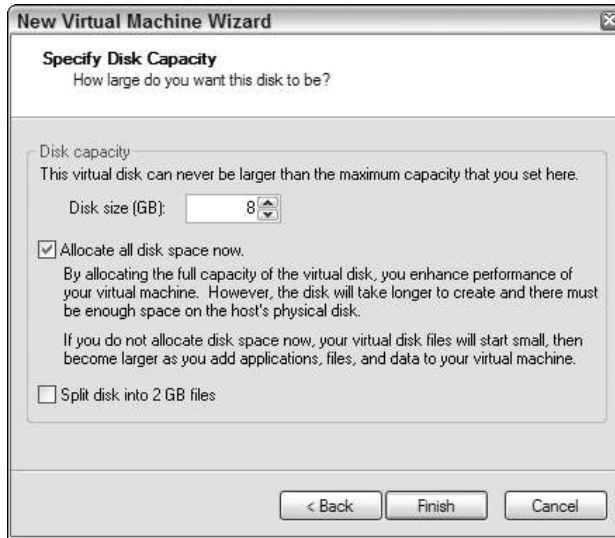 New Virtual Machine Wizard
Specify Disk Capacity
How large do you want this disk to be?
Disk capacity
This virtual disk can never be larger than the maximum capacity that you set here.
Disk size (GB): 8
Allocate all disk space now.
By allocating the full capacity of the virtual disk, you enhance performance of
your virtual machine. However, the disk will take longer to create and there must
be enough space on the host's physical disk.
If you do not allocate disk space now, your virtual disk files will start small, then
become larger as you add applications, files, and data to your virtual machine.
Split disk into 2 GB files
< Back Finish Cancel